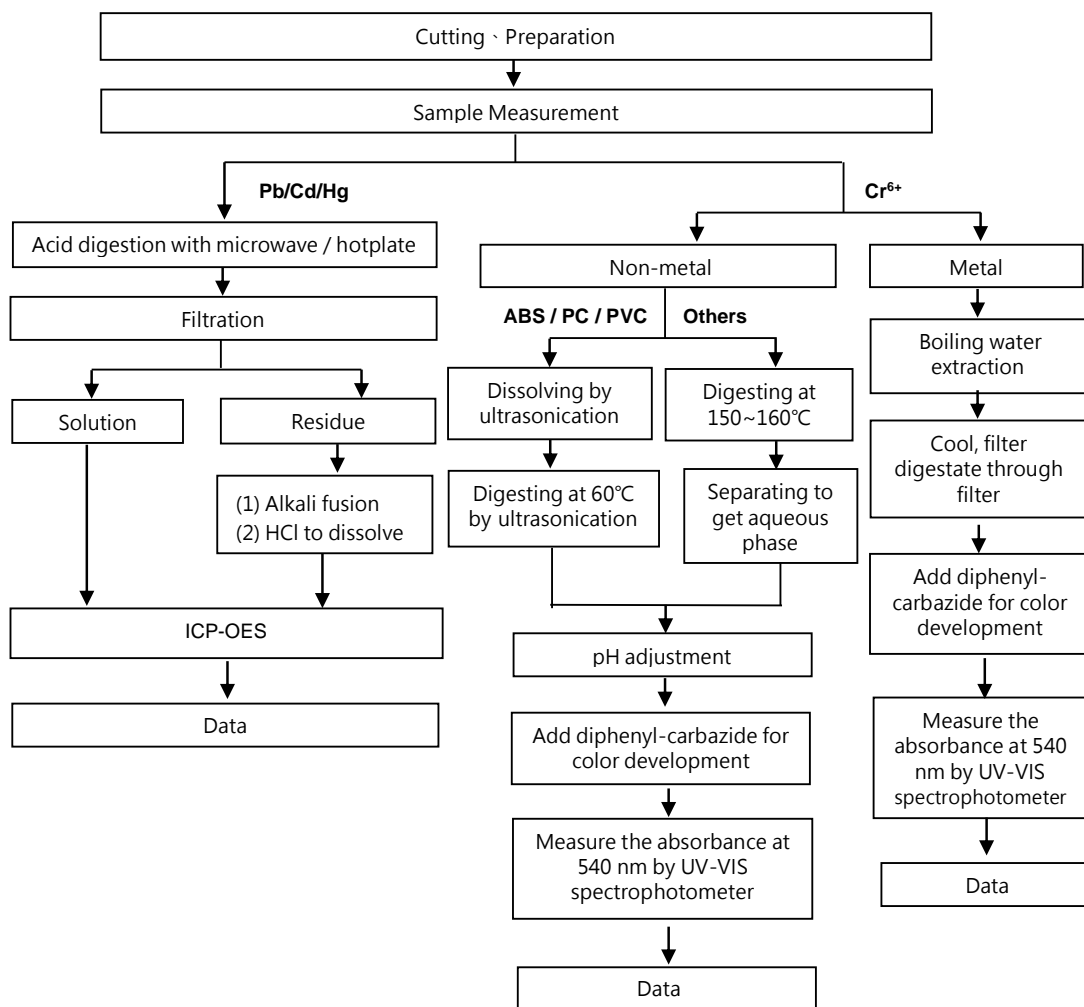 Cutting、Preparation
Sample Measurement
Pb/Cd/Hg
Cr6+
Acid digestion with microwave / hotplate
Non-metal
Metal
Filtration
ABS / PC / PVC
Others
Boiling water
extraction
Solution
Residue
Dissolving by
ultrasonication
Digesting at
150~160℃
Cool, filter
digestate through
filter
(1) Alkali fusion
(2) HCl to dissolve
Digesting at 60℃
by ultrasonication
Separating to
get aqueous
phase
Add diphenyl-
carbazide for color
development
ICP-OES
pH adjustment
Data
Add diphenyl-carbazide for
color development
Measure the
absorbance at 540
nm by UV-VIS
spectrophotometer
Measure the absorbance at
540 nm by UV-VIS
spectrophotometer
Data
Data